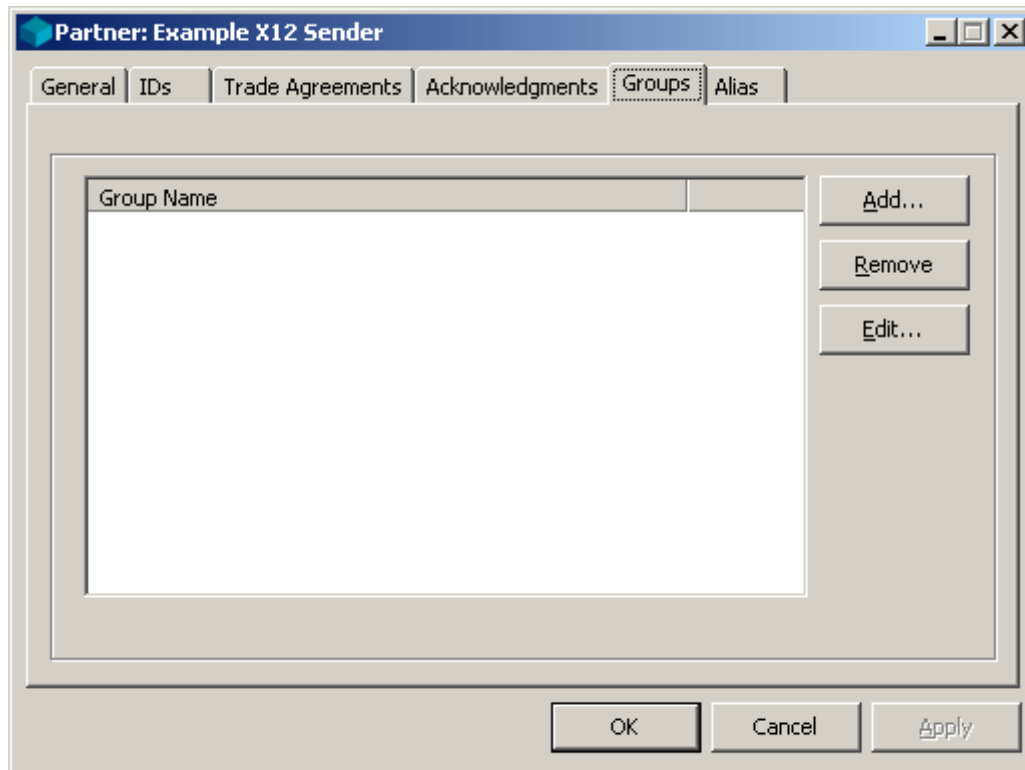 Partner: Example X12 Sender
General IDs Trade Agreements Acknowledgments Groups Alias
Group Name
Add...
Remove
Edit...
OK Cancel Apply